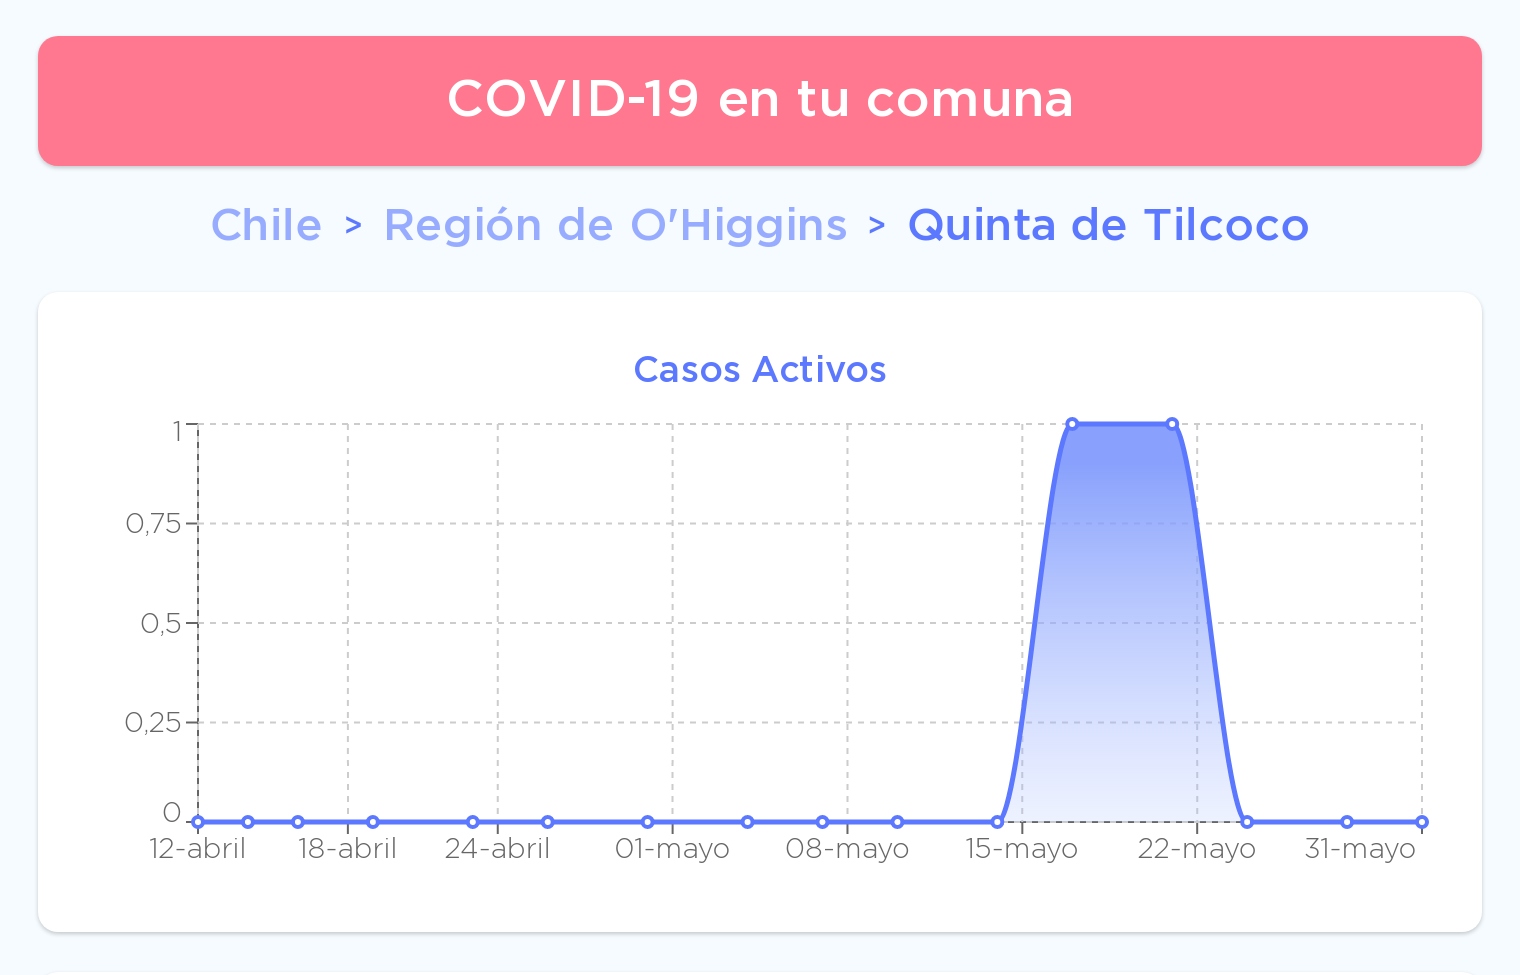 COVID-19 en tu comuna
Chile > Región de O'Higgins > Quinta de Tilcoco
Casos Activos
1
0,75
0,5
0,25
0
12-abril 18-abril 24-abril 01-mayo 08-mayo 15-mayo 22-mayo 31-mayo